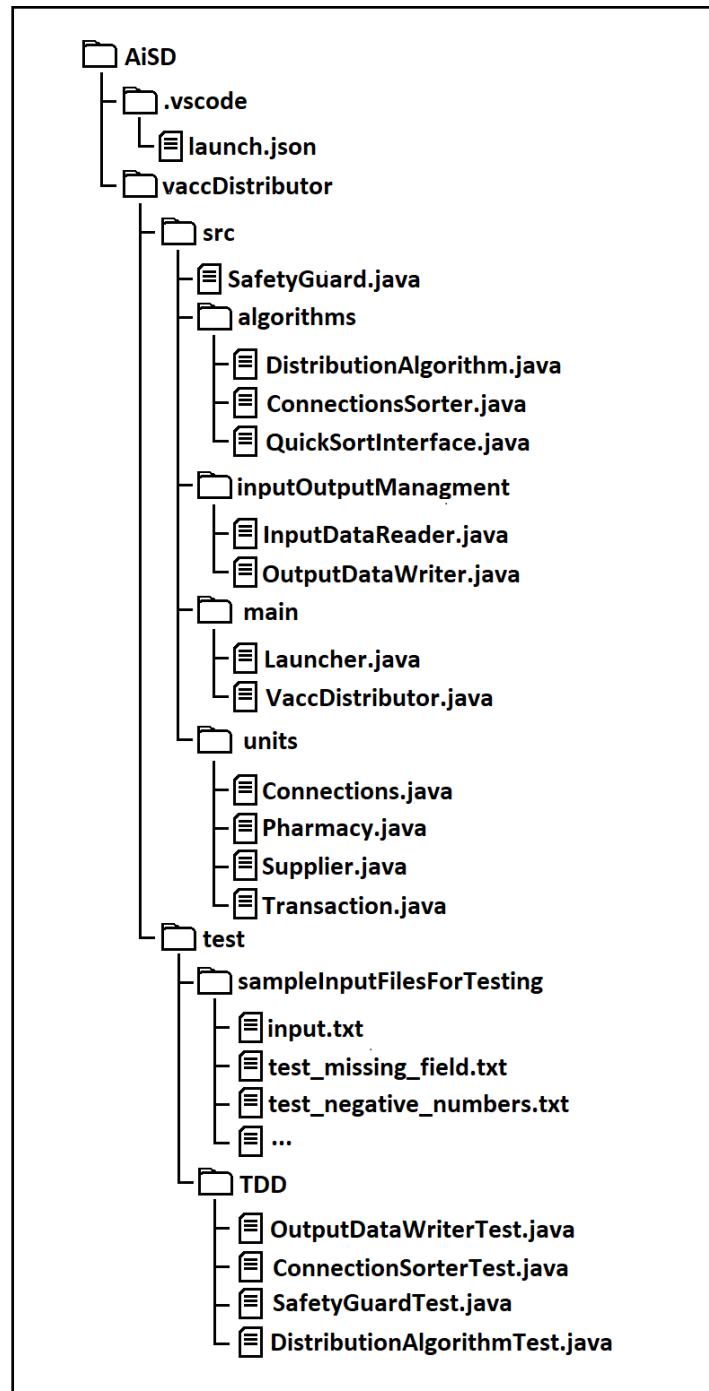 AiSD
.vscode
launch.json
vaccDistributor
src
SafetyGuard.java
algorithms
DistributionAlgorithm.java
ConnectionsSorter.java
QuickSortInterface.java
inputOutputManagment
InputDataReader.java
OutputDataWriter.java
main
Launcher.java
VaccDistributor.java
units
Connections.java
Pharmacy.java
Supplier.java
Transaction.java
test
sampleInputFilesForTesting
input.txt
test_missing_field.txt
test_negative_numbers.txt
...
TDD
OutputDataWriterTest.java
ConnectionSorterTest.java
SafetyGuardTest.java
DistributionAlgorithmTest.java